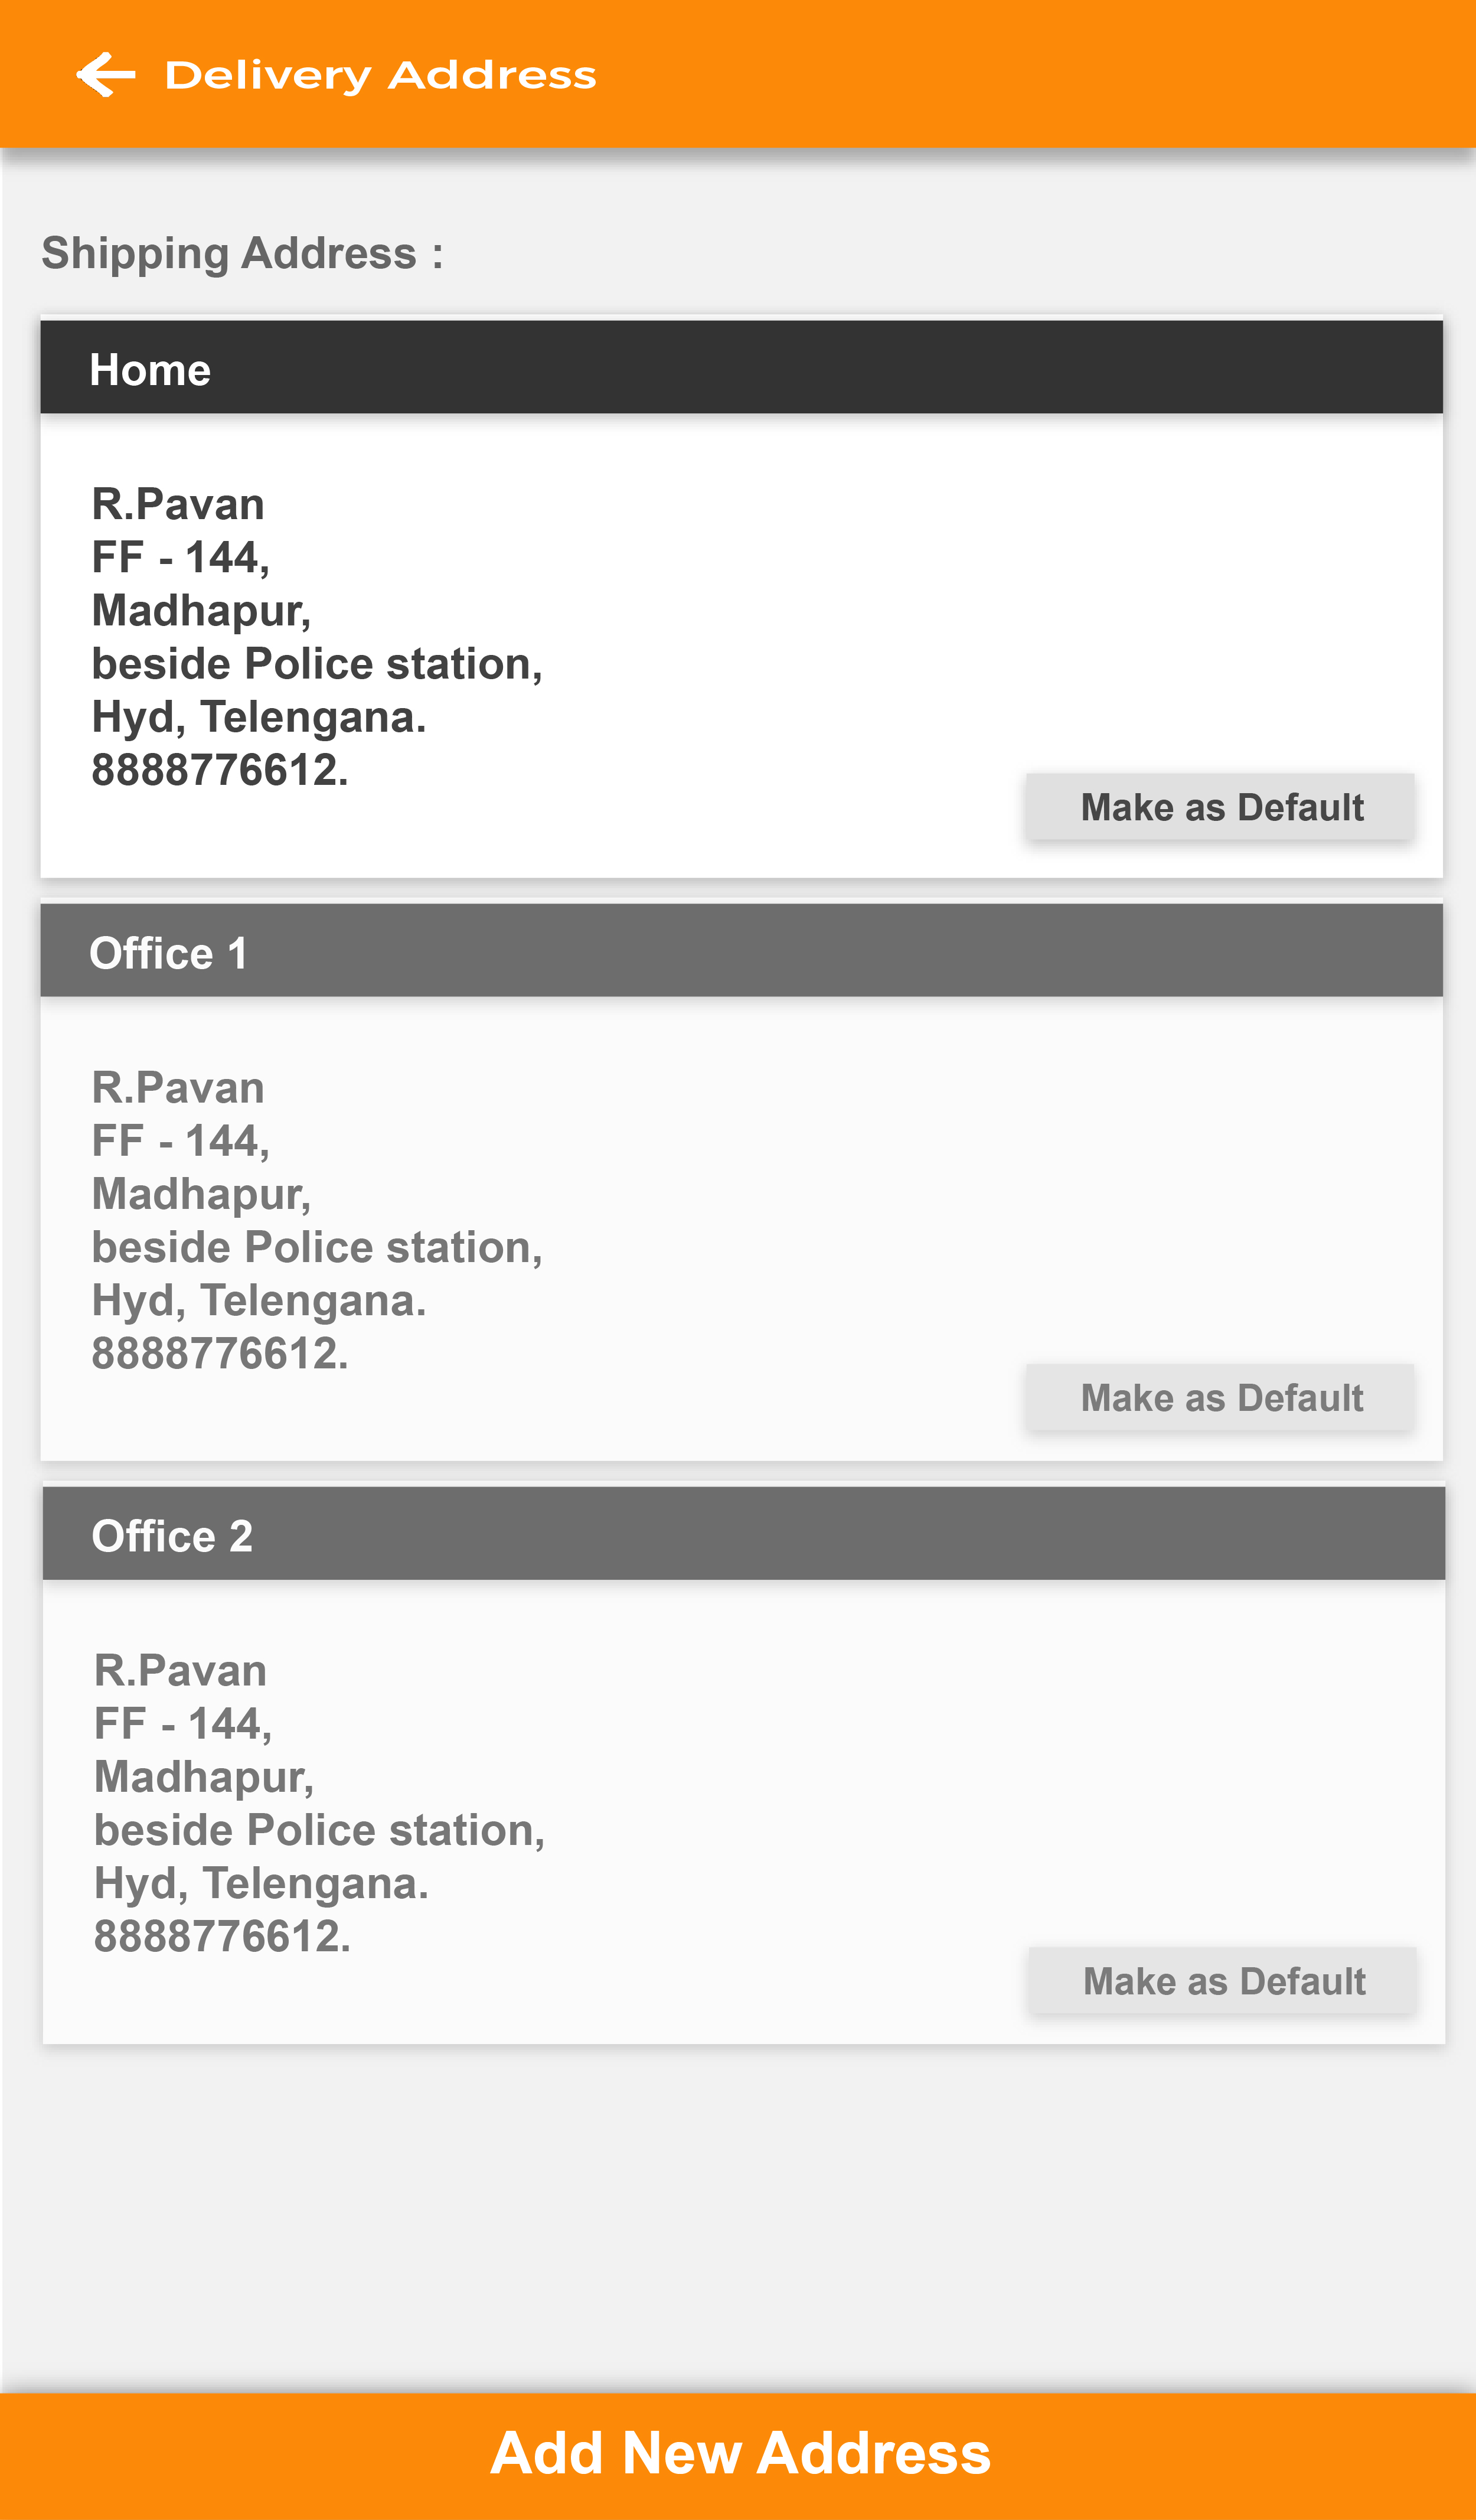 Delivery Address
Shipping Address :
Home
R.Pavan
FF - 144,
Madhapur,
beside Police station,
Hyd, Telengana.
8888776612.
Make as Default
Office 1
R.Pavan
FF - 144,
Madhapur,
beside Police station,
Hyd, Telengana.
8888776612.
Make as Default
Office 2
R.Pavan
FF - 144,
Madhapur,
beside Police station,
Hyd, Telengana.
8888776612.
Make as Default
Add New Address